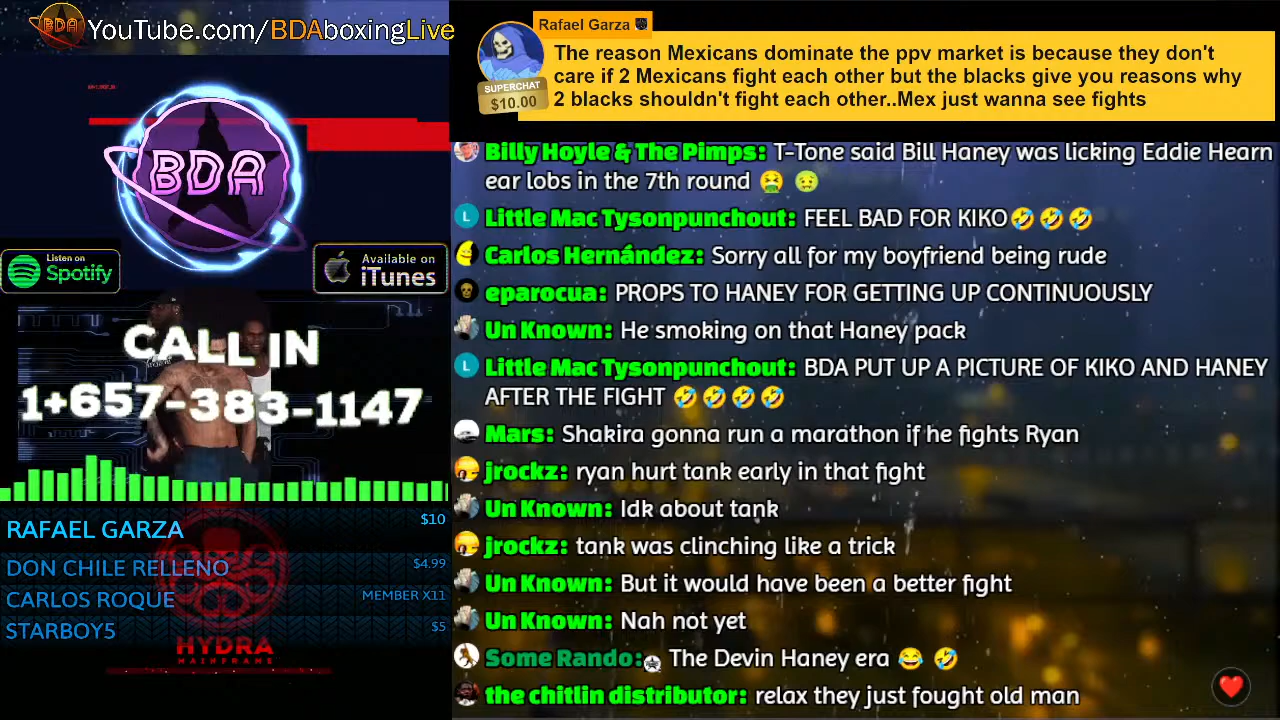 BDA
YouTube.com/BDAboxingLive
BDA
Listen on
Spotify
Available on
iTunes
CALL IN
1+657-383-1147
RAFAEL GARZA $10
DON CHILE RELLENO $4.99
CARLOS ROQUE MEMBER X11
STARBOY5 $5
HYDRA
MAINFRAME
Rafael Garza
SUPERCHAT
$10.00
The reason Mexicans dominate the ppv market is because they don't
care if 2 Mexicans fight each other but the blacks give you reasons why
2 blacks shouldn't fight each other..Mex just wanna see fights
Billy Hoyle & The Pimps: T-Tone said Bill Haney was licking Eddie Hearn
ear lobs in the 7th round 🤮 🤢
L Little Mac Tysonpunchout: FEEL BAD FOR KIKO🤣🤣🤣
Carlos Hernández: Sorry all for my boyfriend being rude
eparocua: PROPS TO HANEY FOR GETTING UP CONTINUOUSLY
Un Known: He smoking on that Haney pack
L Little Mac Tysonpunchout: BDA PUT UP A PICTURE OF KIKO AND HANEY
AFTER THE FIGHT 🤣🤣🤣🤣
Mars: Shakira gonna run a marathon if he fights Ryan
jrockz: ryan hurt tank early in that fight
Un Known: Idk about tank
jrockz: tank was clinching like a trick
Un Known: But it would have been a better fight
Un Known: Nah not yet
Some Rando: The Devin Haney era 😂 🤣
the chitlin distributor: relax they just fought old man